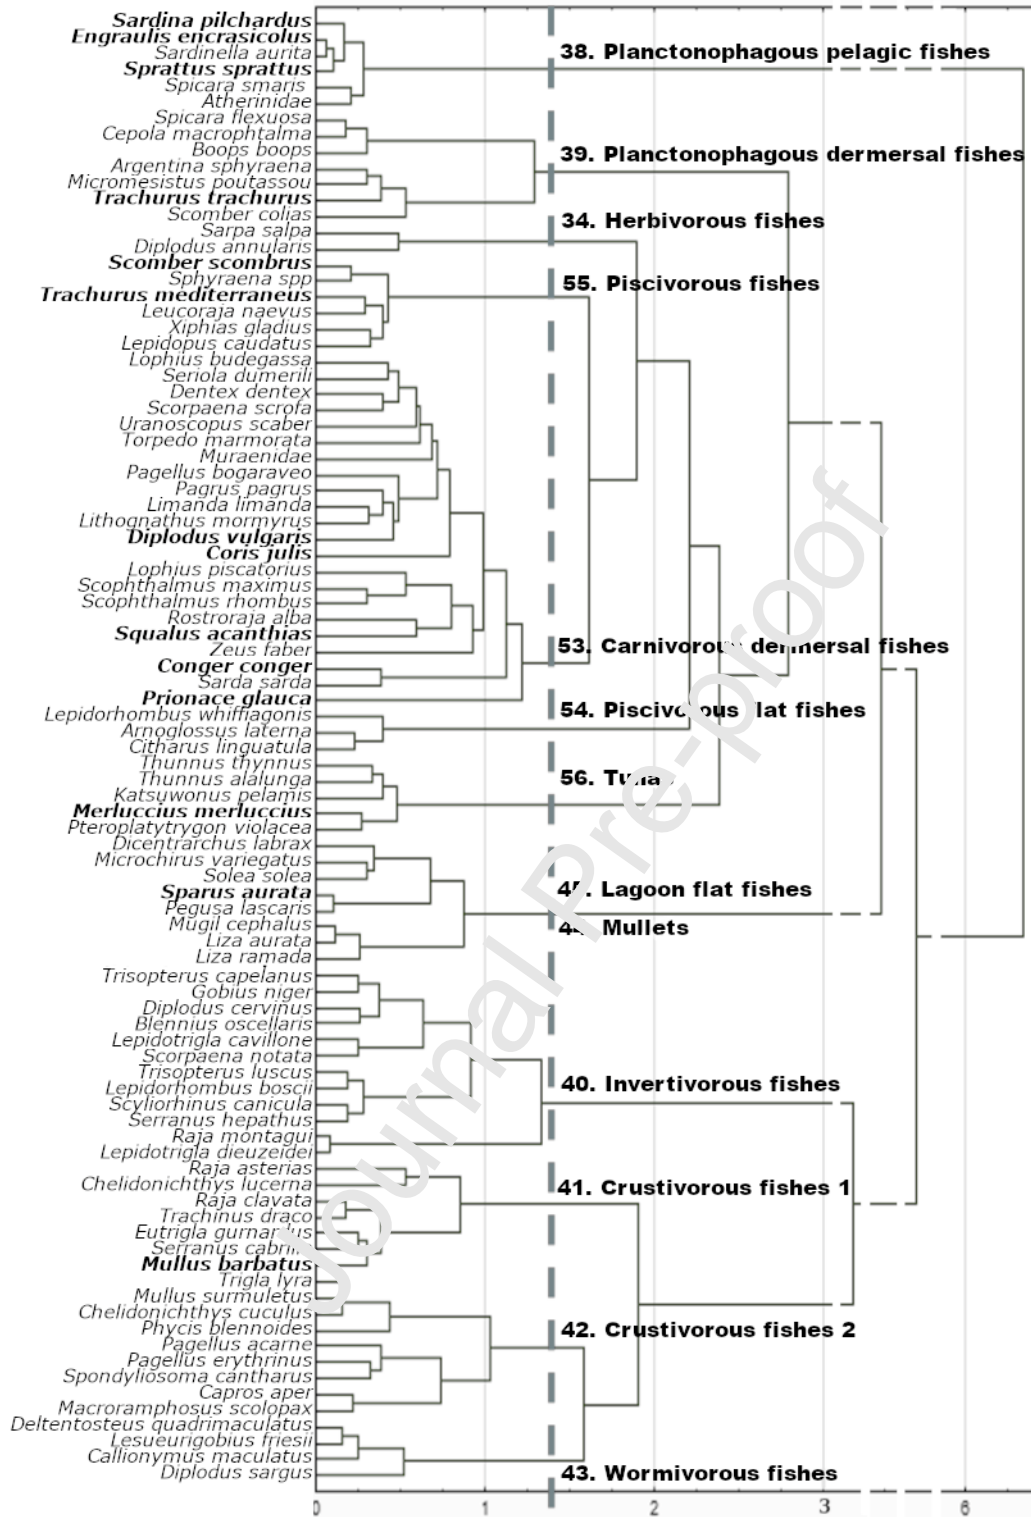 Sardina pilchardus
Engraulis encrasicolus
Sardinella aurita
38. Planctonophagous pelagic fishes
Sprattus sprattus
Spicara smaris
Atherinidae
Spicara flexuosa
Cepola macrophtalma
Boops boops
39. Planctonophagous dermersal fishes
Argentina sphyraena
Micromesistus poutassou
Trachurus trachurus
Scomber colias
34. Herbivorous fishes
Sarpa salpa
Diplodus annularis
Scomber scombrus
Sphyraena spp
55. Piscivorous fishes
Trachurus mediterraneus
Leucoraja naevus
Xiphias gladius
Lepidopus caudatus
Lophius budegassa
Seriola dumerili
Dentex dentex
Scorpaena scrofa
Uranoscopus scaber
Torpedo marmorata
Muraenidae
Pagellus bogaraveo
Pagrus pagrus
Limanda limanda
Lithognathus mormyrus
Diplodus vulgaris
Coris julis
Lophius piscatorius
Scophthalmus maximus
Scophthalmus rhombus
Rostroraja alba
Squalus acanthias
Zeus faber
53. Carnivorous dermersal fishes
Conger conger
Sarda sarda
Prionace glauca
Lepidorhombus whiffiagonis
54. Piscivorous flat fishes
Arnoglossus laterna
Citharus linguatula
Thunnus thynnus
Thunnus alalunga
56. Tunas
Katsuwonus pelamis
Merluccius merluccius
Pteroplatytrygon violacea
Dicentrarchus labrax
Microchirus variegatus
Solea solea
Sparus aurata
45. Lagoon flat fishes
Pegusa lascaris
Mugil cephalus
44. Mullets
Liza aurata
Liza ramada
Trisopterus capelanus
Gobius niger
Diplodus cervinus
Blennius oscellaris
Lepidotrigla cavillone
Scorpaena notata
Trisopterus luscus
Lepidorhombus boscii
40. Invertivorous fishes
Scyliorhinus canicula
Serranus hepathus
Raja montagui
Lepidotrigla dieuzeidei
Raja asterias
Chelidonichthys lucerna
41. Crustivorous fishes 1
Raja clavata
Trachinus draco
Eutrigla gurnardus
Serranus cabrilla
Mullus barbatus
Trigla lyra
Mullus surmuletus
Chelidonichthys cuculus
Phycis blennoides
42. Crustivorous fishes 2
Pagellus acarne
Pagellus erythrinus
Spondyliosoma cantharus
Capros aper
Macroramphosus scolopax
Deltentosteus quadrimaculatus
Lesueurigobius friesii
Callionymus maculatus
Diplodus sargus
43. Wormivorous fishes
0 1 2 3 6
Journal Pre-proof